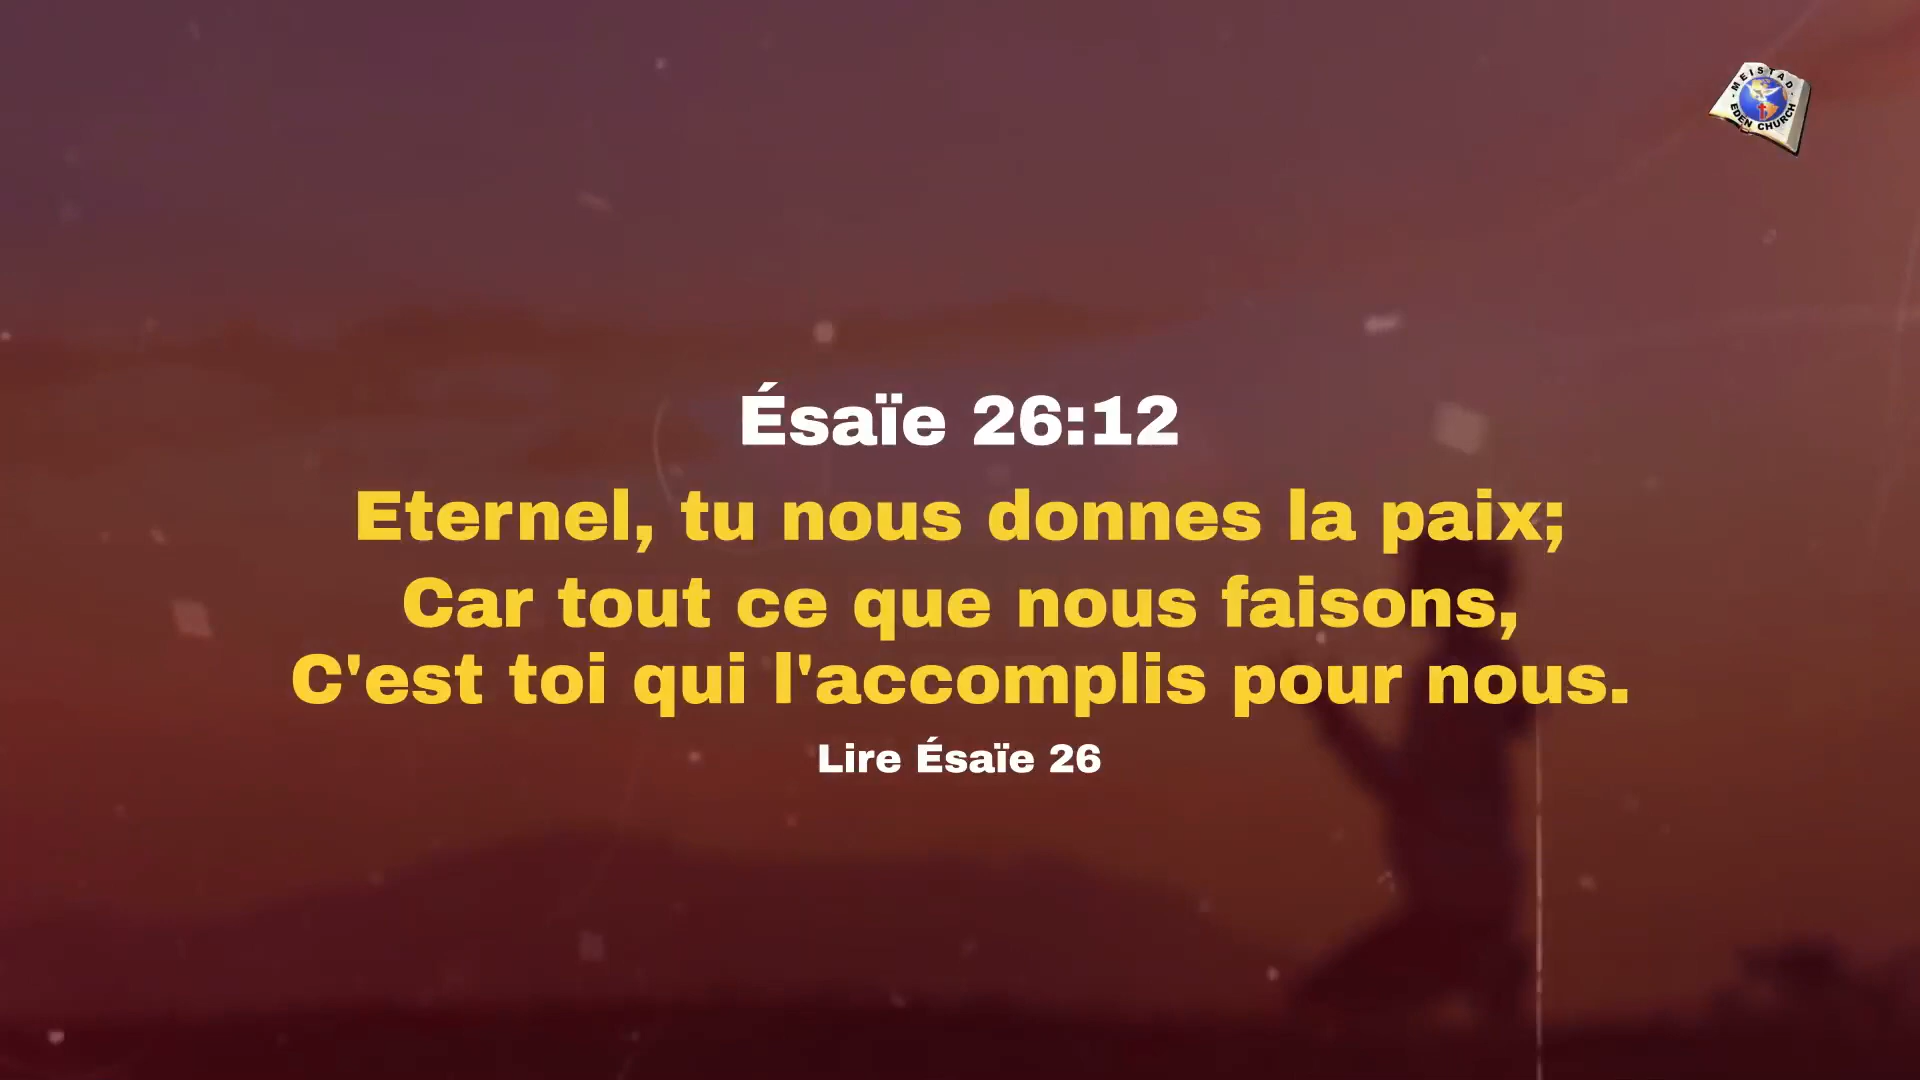 MEISTAD
EDEN CHURCH
Ésaïe 26:12
Eternel, tu nous donnes la paix;
Car tout ce que nous faisons,
C'est toi qui l'accomplis pour nous.
Lire Ésaïe 26